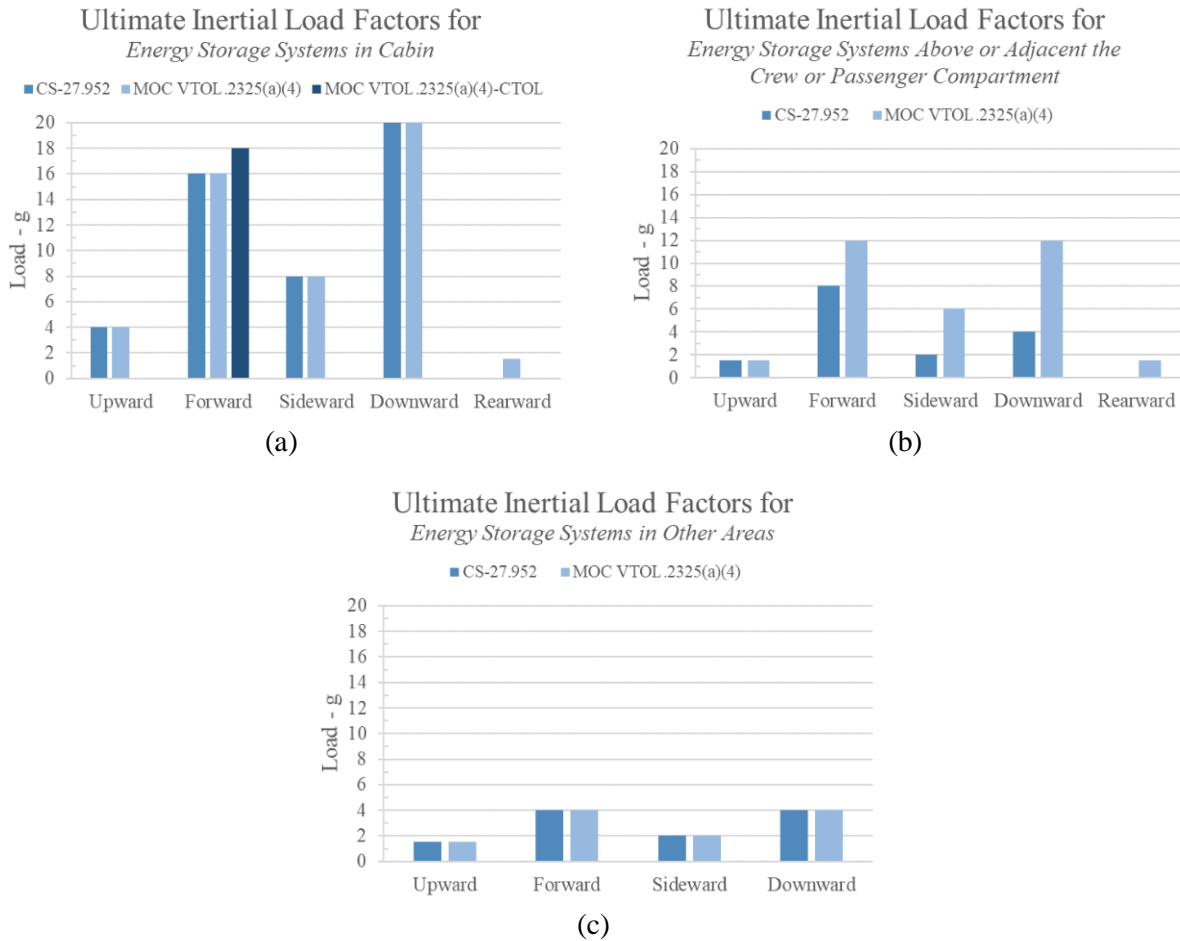 Ultimate Inertial Load Factors for
Energy Storage Systems in Cabin
CS-27.952 MOC VTOL.2325(a)(4) MOC VTOL.2325(a)(4)-CTOL
Load - g
20
18
16
14
12
10
8
6
4
2
0
Upward Forward Sideward Downward Rearward
(a)
Ultimate Inertial Load Factors for
Energy Storage Systems Above or Adjacent the
Crew or Passenger Compartment
CS-27.952 MOC VTOL.2325(a)(4)
Load - g
20
18
16
14
12
10
8
6
4
2
0
Upward Forward Sideward Downward Rearward
(b)
Ultimate Inertial Load Factors for
Energy Storage Systems in Other Areas
CS-27.952 MOC VTOL.2325(a)(4)
Load - g
20
18
16
14
12
10
8
6
4
2
0
Upward Forward Sideward Downward
(c)